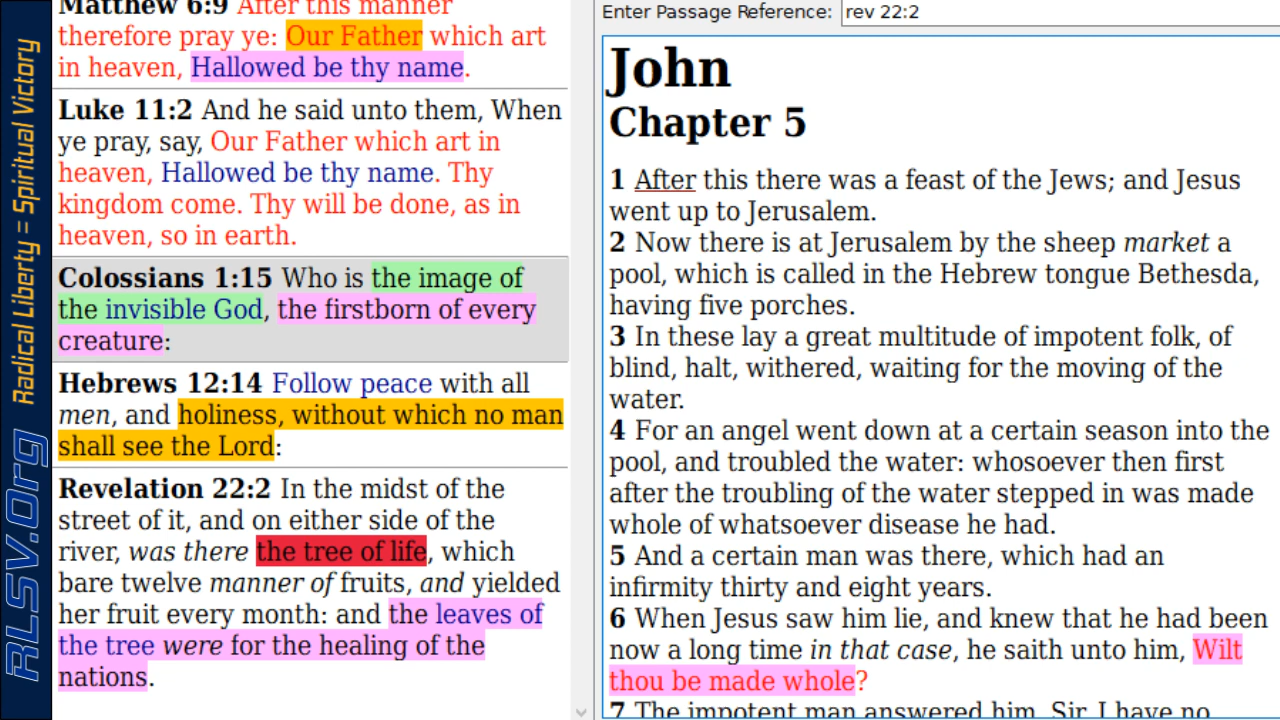 RLSV.Org Radical Liberty = Spiritual Victory
Matthew 6:9 After this manner
therefore pray ye: Our Father which art
in heaven, Hallowed be thy name.
Luke 11:2 And he said unto them, When
ye pray, say, Our Father which art in
heaven, Hallowed be thy name. Thy
kingdom come. Thy will be done, as in
heaven, so in earth.
Colossians 1:15 Who is the image of
the invisible God, the firstborn of every
creature:
Hebrews 12:14 Follow peace with all
men, and holiness, without which no man
shall see the Lord:
Revelation 22:2 In the midst of the
street of it, and on either side of the
river, was there the tree of life, which
bare twelve manner of fruits, and yielded
her fruit every month: and the leaves of
the tree were for the healing of the
nations.
Enter Passage Reference: rev 22:2
John
Chapter 5
1 After this there was a feast of the Jews; and Jesus
went up to Jerusalem.
2 Now there is at Jerusalem by the sheep market a
pool, which is called in the Hebrew tongue Bethesda,
having five porches.
3 In these lay a great multitude of impotent folk, of
blind, halt, withered, waiting for the moving of the
water.
4 For an angel went down at a certain season into the
pool, and troubled the water: whosoever then first
after the troubling of the water stepped in was made
whole of whatsoever disease he had.
5 And a certain man was there, which had an
infirmity thirty and eight years.
6 When Jesus saw him lie, and knew that he had been
now a long time in that case, he saith unto him, Wilt
thou be made whole?
7 The impotent man answered him, Sir, I have no